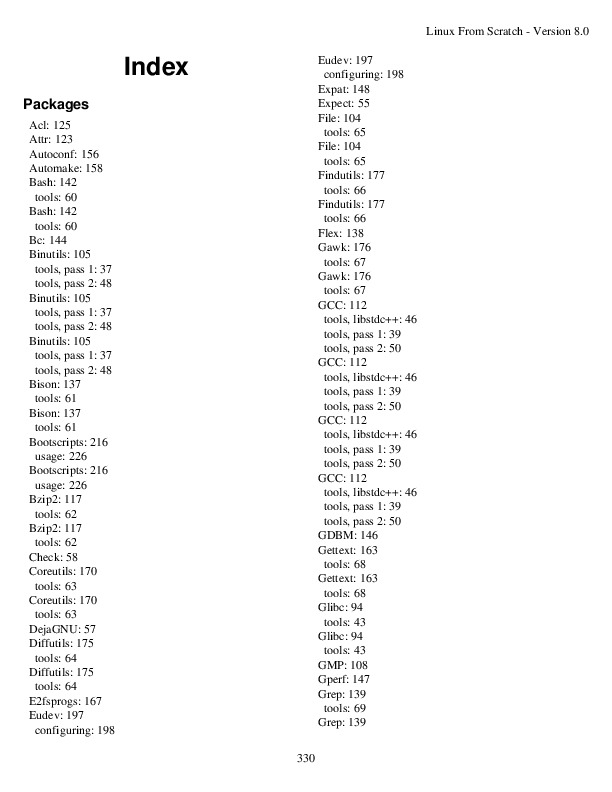 Linux From Scratch - Version 8.0
Index
Packages
Acl: 125
Attr: 123
Autoconf: 156
Automake: 158
Bash: 142
tools: 60
Bash: 142
tools: 60
Bc: 144
Binutils: 105
tools, pass 1: 37
tools, pass 2: 48
Binutils: 105
tools, pass 1: 37
tools, pass 2: 48
Binutils: 105
tools, pass 1: 37
tools, pass 2: 48
Bison: 137
tools: 61
Bison: 137
tools: 61
Bootscripts: 216
usage: 226
Bootscripts: 216
usage: 226
Bzip2: 117
tools: 62
Bzip2: 117
tools: 62
Check: 58
Coreutils: 170
tools: 63
Coreutils: 170
tools: 63
DejaGNU: 57
Diffutils: 175
tools: 64
Diffutils: 175
tools: 64
E2fsprogs: 167
Eudev: 197
configuring: 198
Eudev: 197
configuring: 198
Expat: 148
Expect: 55
File: 104
tools: 65
File: 104
tools: 65
Findutils: 177
tools: 66
Findutils: 177
tools: 66
Flex: 138
Gawk: 176
tools: 67
Gawk: 176
tools: 67
GCC: 112
tools, libstdc++: 46
tools, pass 1: 39
tools, pass 2: 50
GCC: 112
tools, libstdc++: 46
tools, pass 1: 39
tools, pass 2: 50
GCC: 112
tools, libstdc++: 46
tools, pass 1: 39
tools, pass 2: 50
GCC: 112
tools, libstdc++: 46
tools, pass 1: 39
tools, pass 2: 50
GDBM: 146
Gettext: 163
tools: 68
Gettext: 163
tools: 68
Glibc: 94
tools: 43
Glibc: 94
tools: 43
GMP: 108
Gperf: 147
Grep: 139
tools: 69
Grep: 139
330